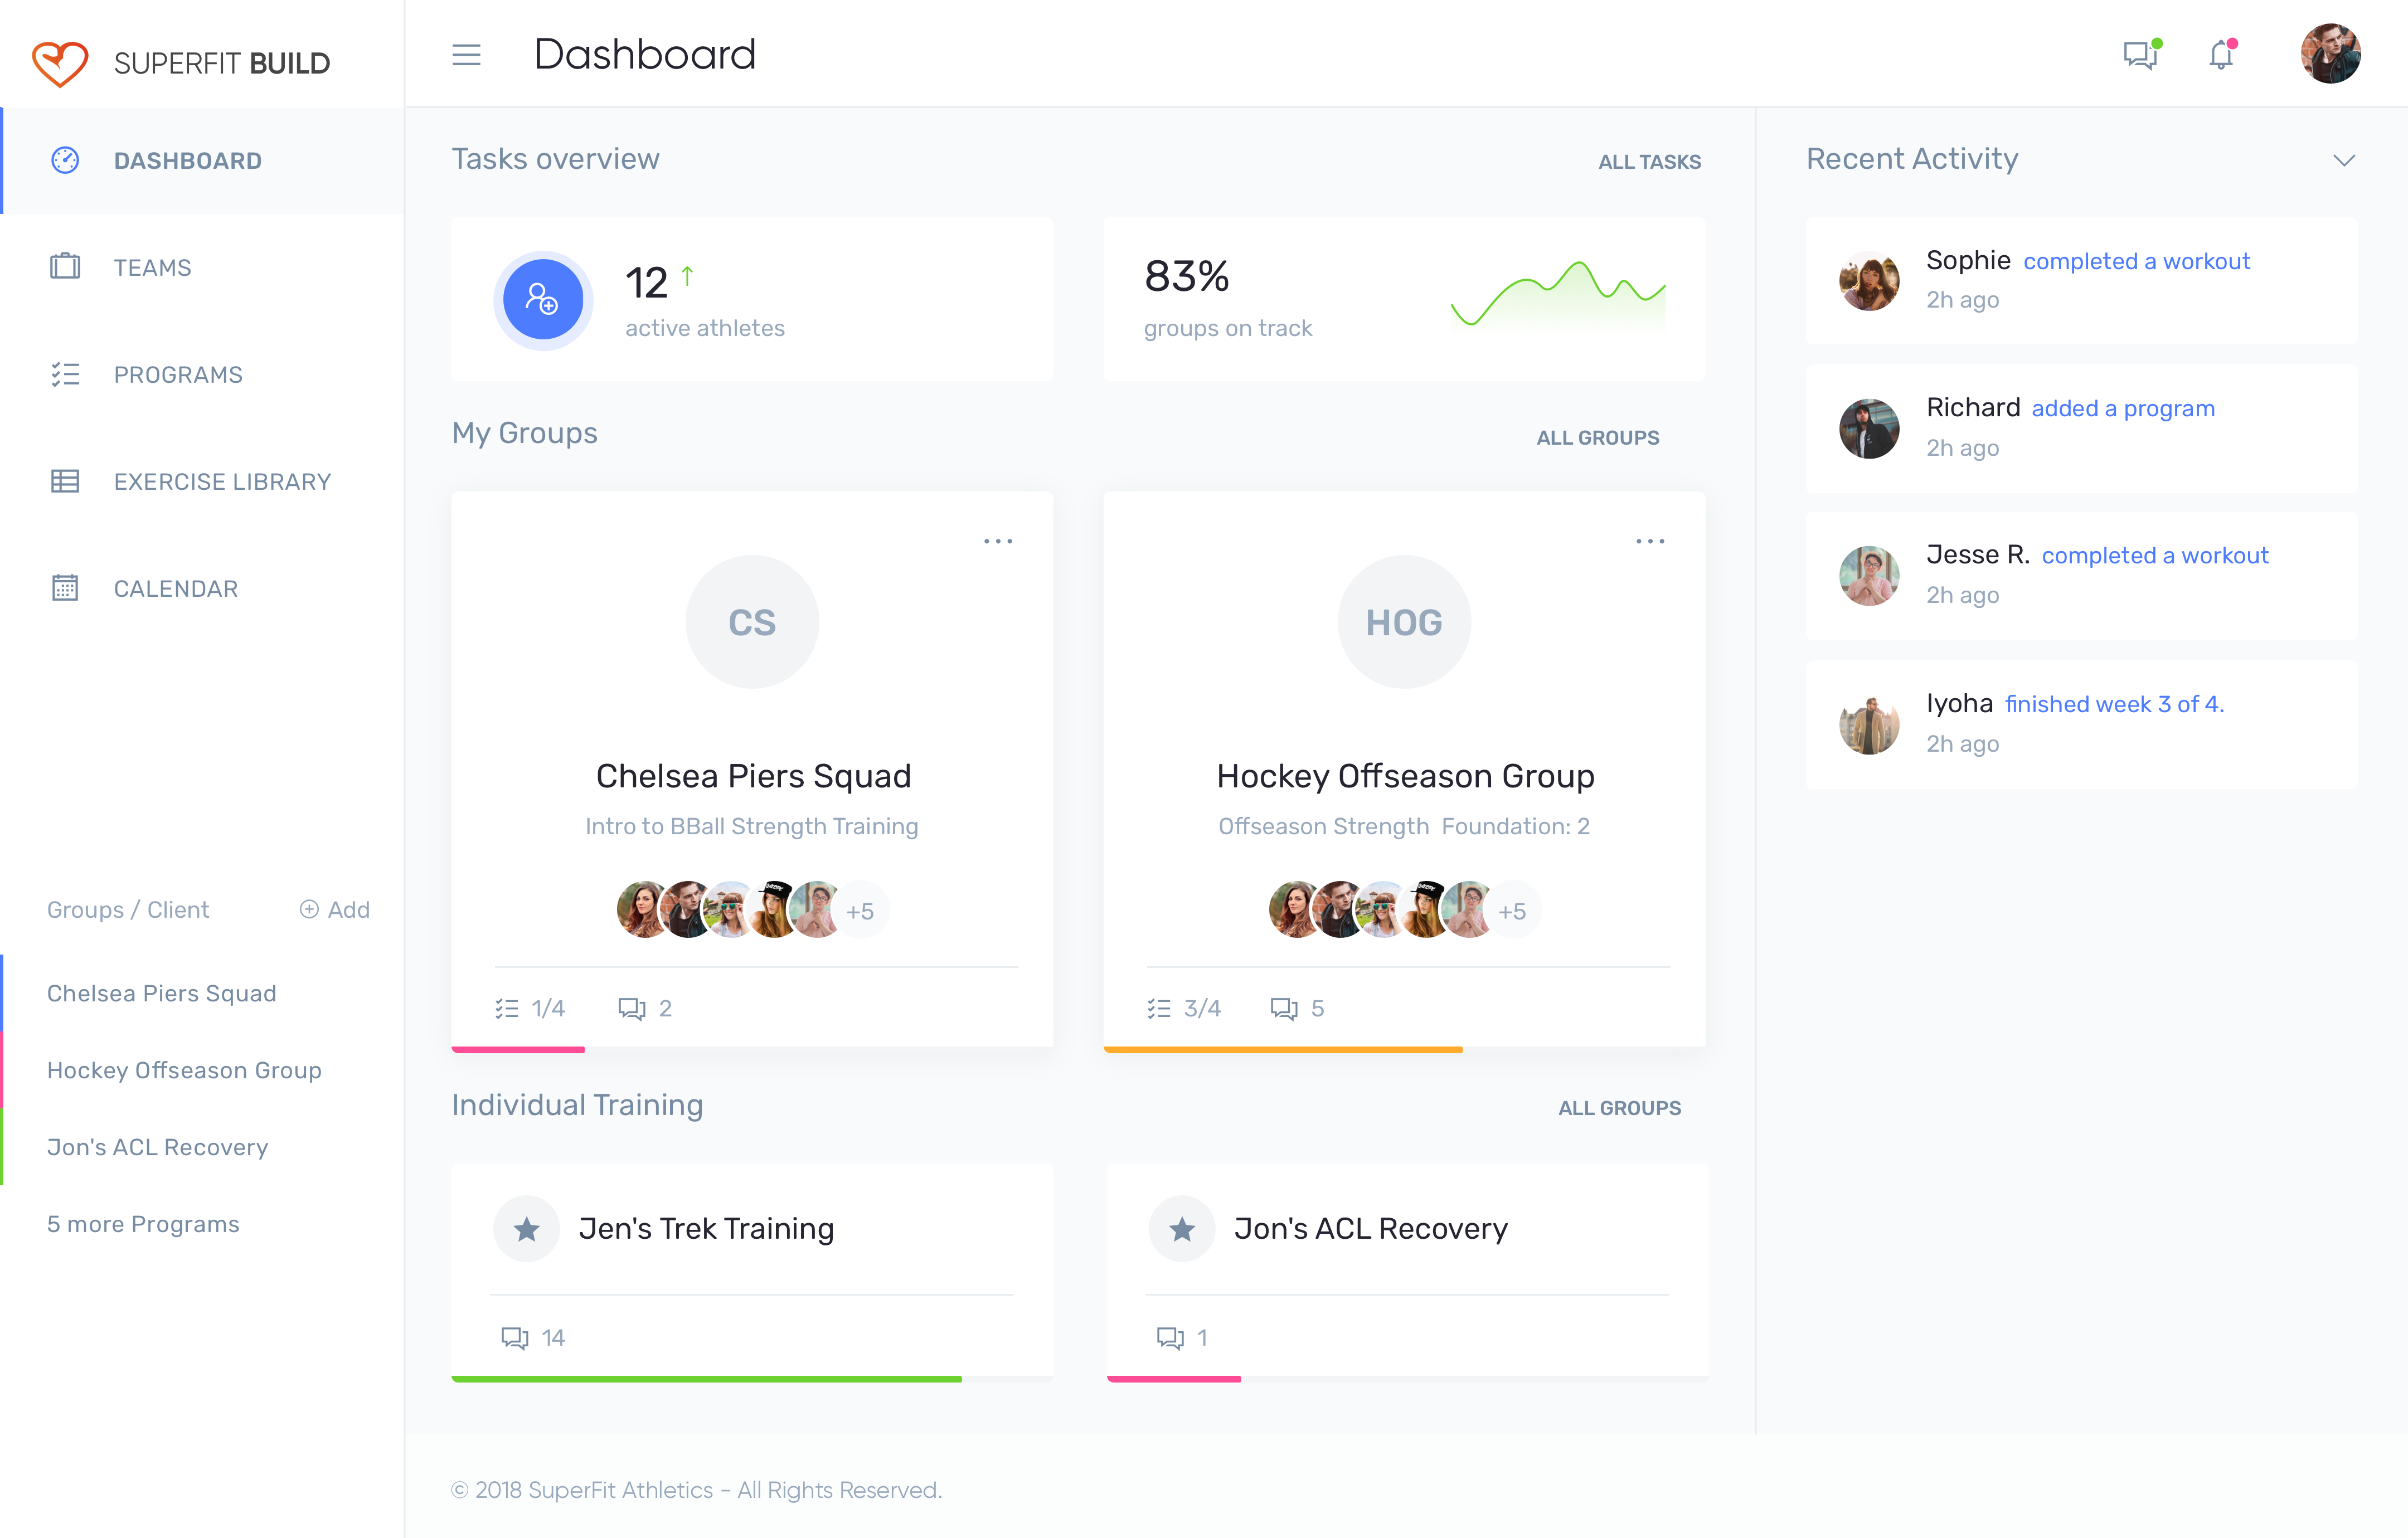 SUPERFIT BUILD
Dashboard
DASHBOARD
TEAMS
PROGRAMS
EXERCISE LIBRARY
CALENDAR
Groups / Client
Add
Chelsea Piers Squad
Hockey Offseason Group
Jon's ACL Recovery
5 more Programs
Tasks overview
ALL TASKS
12
active athletes
83%
groups on track
My Groups
ALL GROUPS
CS
Chelsea Piers Squad
Intro to BBall Strength Training
+5
1/4
2
HOG
Hockey Offseason Group
Offseason Strength Foundation: 2
+5
3/4
5
Individual Training
ALL GROUPS
Jen's Trek Training
14
Jon's ACL Recovery
1
Recent Activity
Sophie completed a workout
2h ago
Richard added a program
2h ago
Jesse R. completed a workout
2h ago
Iyoha finished week 3 of 4.
2h ago
© 2018 SuperFit Athletics - All Rights Reserved.